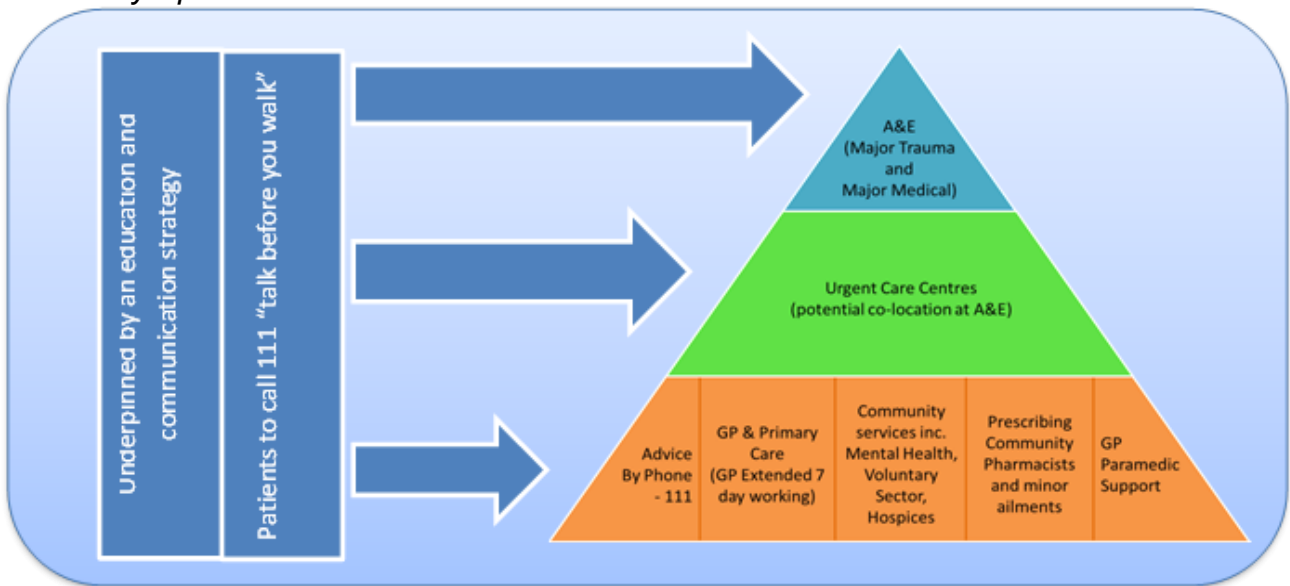 Underpinned by an education and
communication strategy
Patients to call 111 “talk before you walk”
A&E
(Major Trauma
and
Major Medical)
Urgent Care Centres
(potential co-location at A&E)
Advice
By Phone
- 111
GP & Primary
Care
(GP Extended 7
day working)
Community
services inc.
Mental Health,
Voluntary
Sector,
Hospices
Prescribing
Community
Pharmacists
and minor
ailments
GP
Paramedic
Support